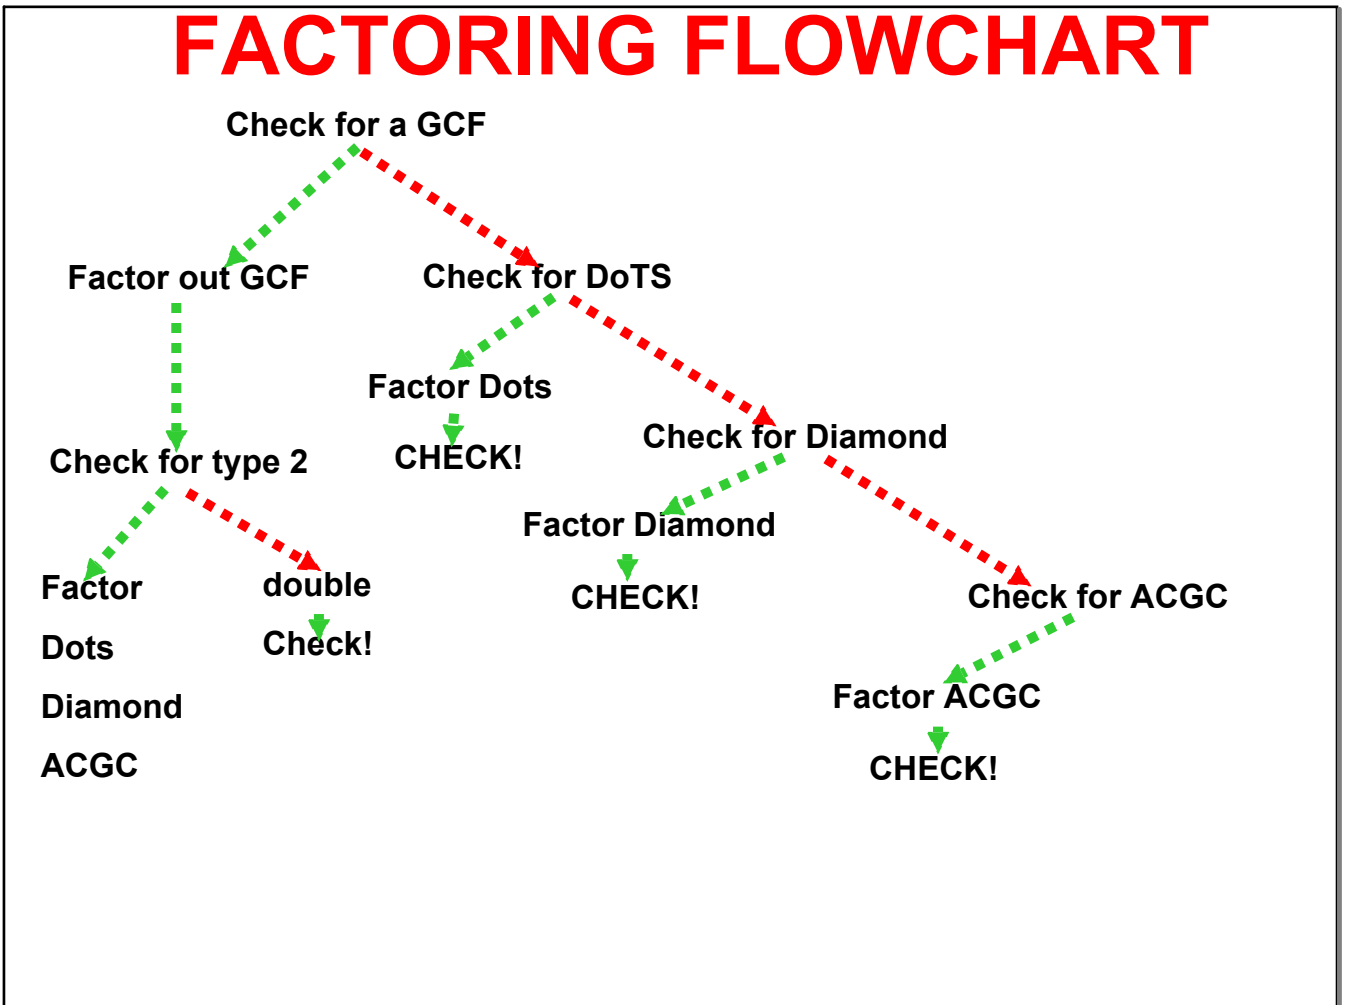 FACTORING FLOWCHART
Check for a GCF
Factor out GCF
Check for DoTS
Factor Dots
CHECK!
Check for Diamond
Check for type 2
Factor Diamond
CHECK!
Factor
Dots
Diamond
ACGC
double
Check!
Check for ACGC
Factor ACGC
CHECK!